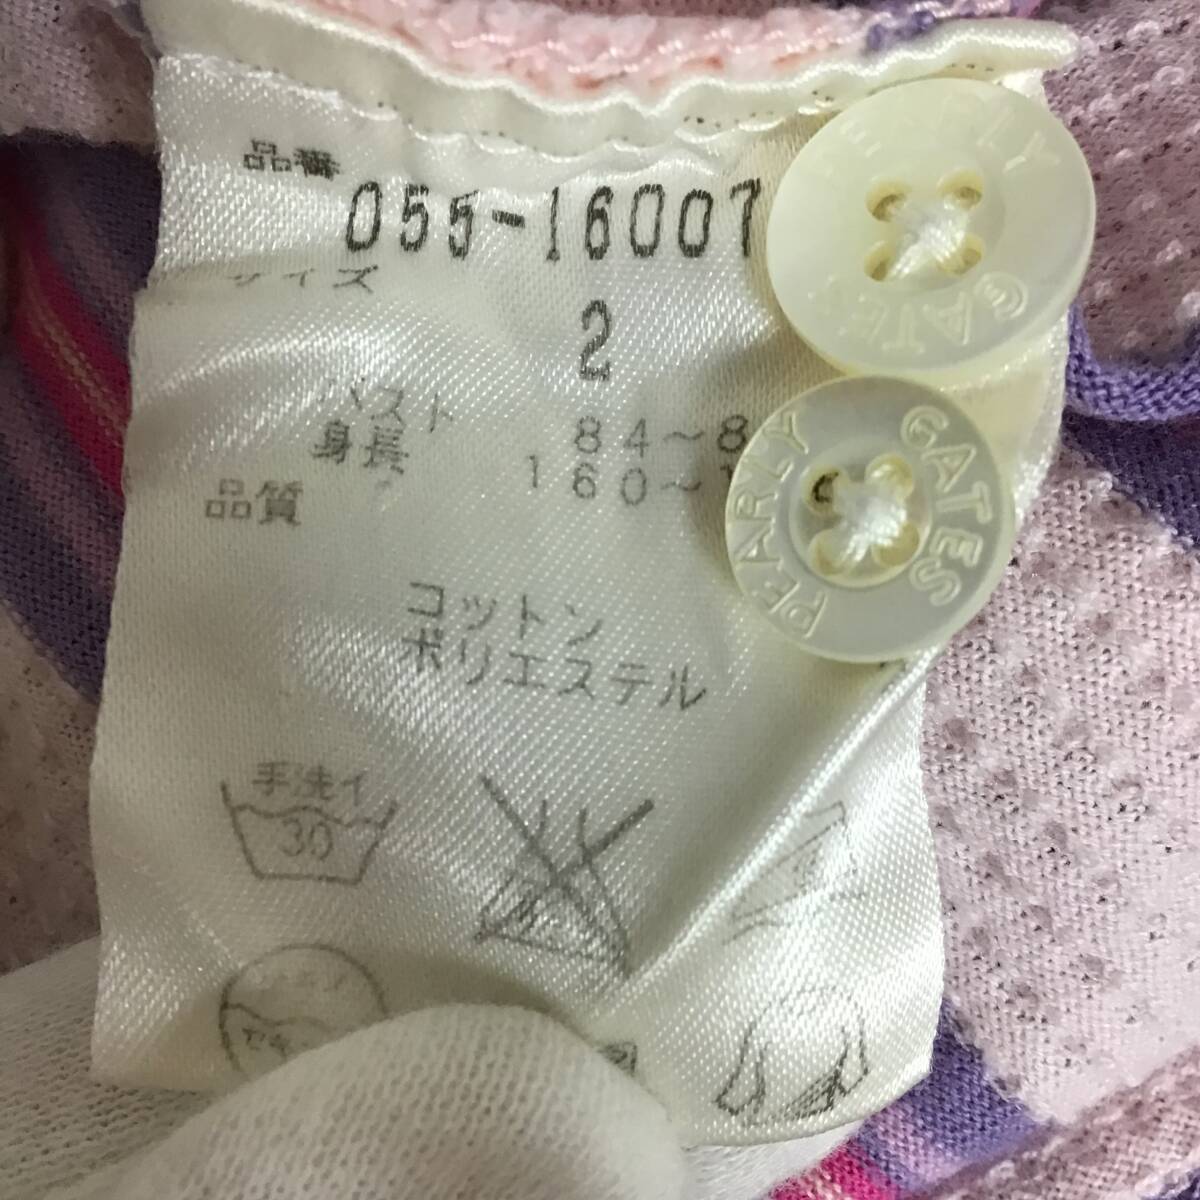 品番
055-16007
サイズ
2
バスト 84～8
身長 160～1
品質
コットン
ポリエステル
手洗イ
30
PEARLY GATES
PEARLY GATES